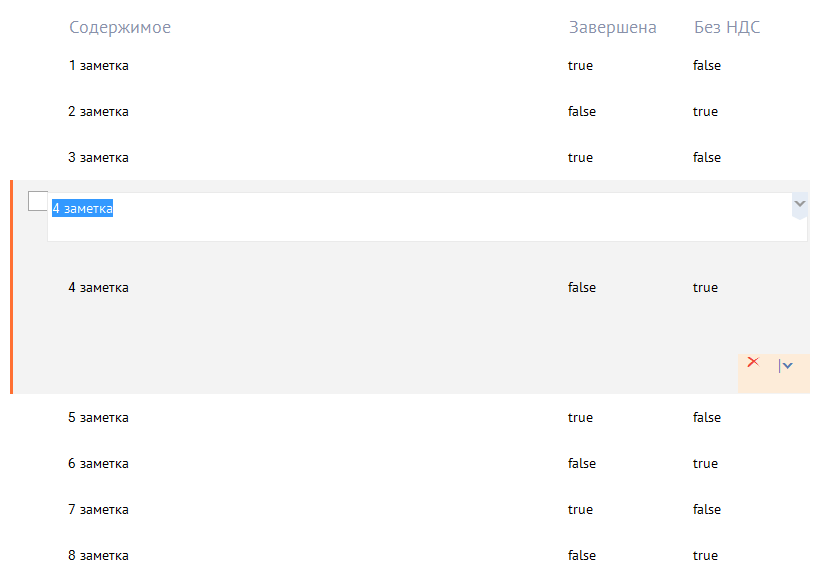 Содержимое Завершена Без НДС
1 заметка true false
2 заметка false true
3 заметка true false
4 заметка
4 заметка false true
5 заметка true false
6 заметка false true
7 заметка true false
8 заметка false true